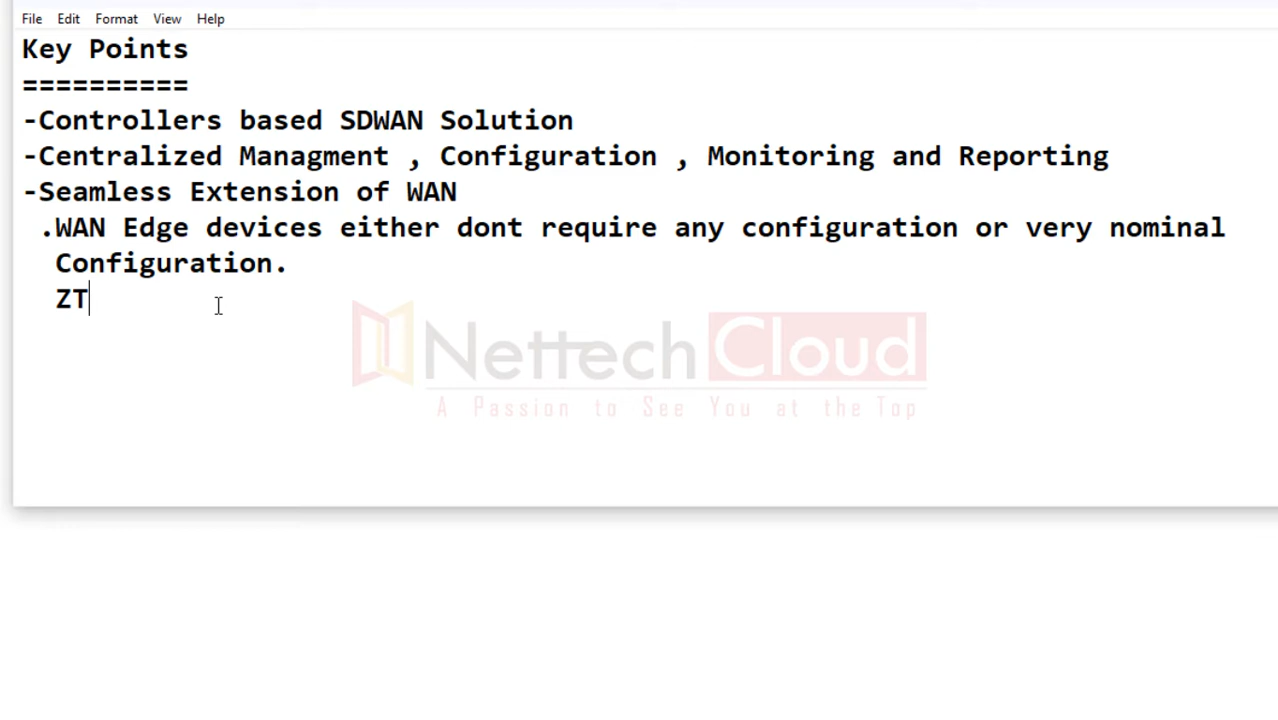 File Edit Format View Help
Key Points
==========
-Controllers based SDWAN Solution
-Centralized Managment , Configuration , Monitoring and Reporting
-Seamless Extension of WAN
.WAN Edge devices either dont require any configuration or very nominal
Configuration.
ZT
Nettech Cloud
A Passion to See You at the Top